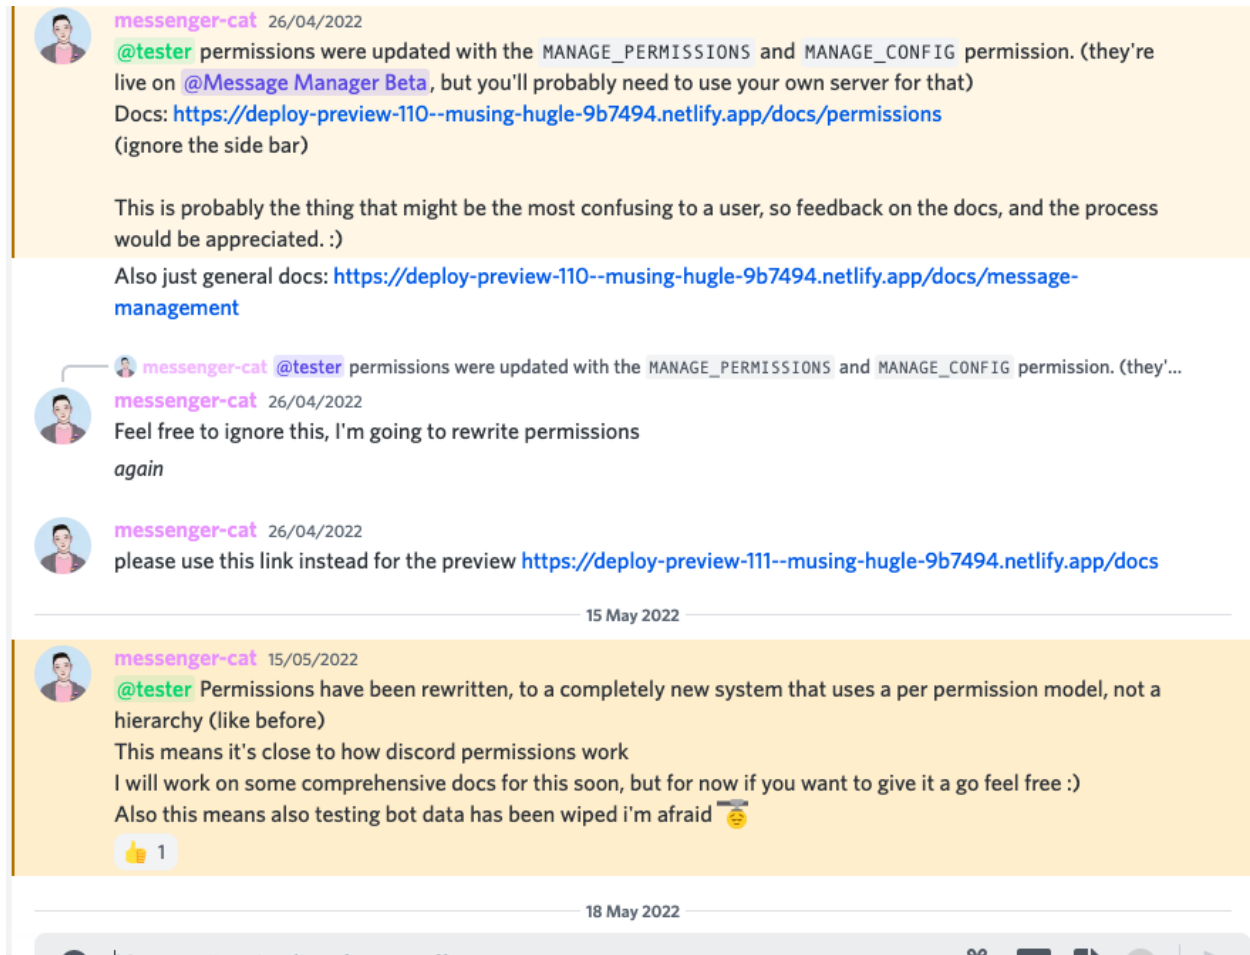 messenger-cat 26/04/2022
@tester permissions were updated with the MANAGE_PERMISSIONS and MANAGE_CONFIG permission. (they're
live on @Message Manager Beta, but you'll probably need to use your own server for that)
Docs: https://deploy-preview-110--musing-hugle-9b7494.netlify.app/docs/permissions
(ignore the side bar)
This is probably the thing that might be the most confusing to a user, so feedback on the docs, and the process
would be appreciated. :)
Also just general docs: https://deploy-preview-110--musing-hugle-9b7494.netlify.app/docs/message-
management
messenger-cat @tester permissions were updated with the MANAGE_PERMISSIONS and MANAGE_CONFIG permission. (they'...
messenger-cat 26/04/2022
Feel free to ignore this, I'm going to rewrite permissions
again
messenger-cat 26/04/2022
please use this link instead for the preview https://deploy-preview-111--musing-hugle-9b7494.netlify.app/docs
15 May 2022
messenger-cat 15/05/2022
@tester Permissions have been rewritten, to a completely new system that uses a per permission model, not a
hierarchy (like before)
This means it's close to how discord permissions work
I will work on some comprehensive docs for this soon, but for now if you want to give it a go feel free :)
Also this means also testing bot data has been wiped i'm afraid
1
18 May 2022